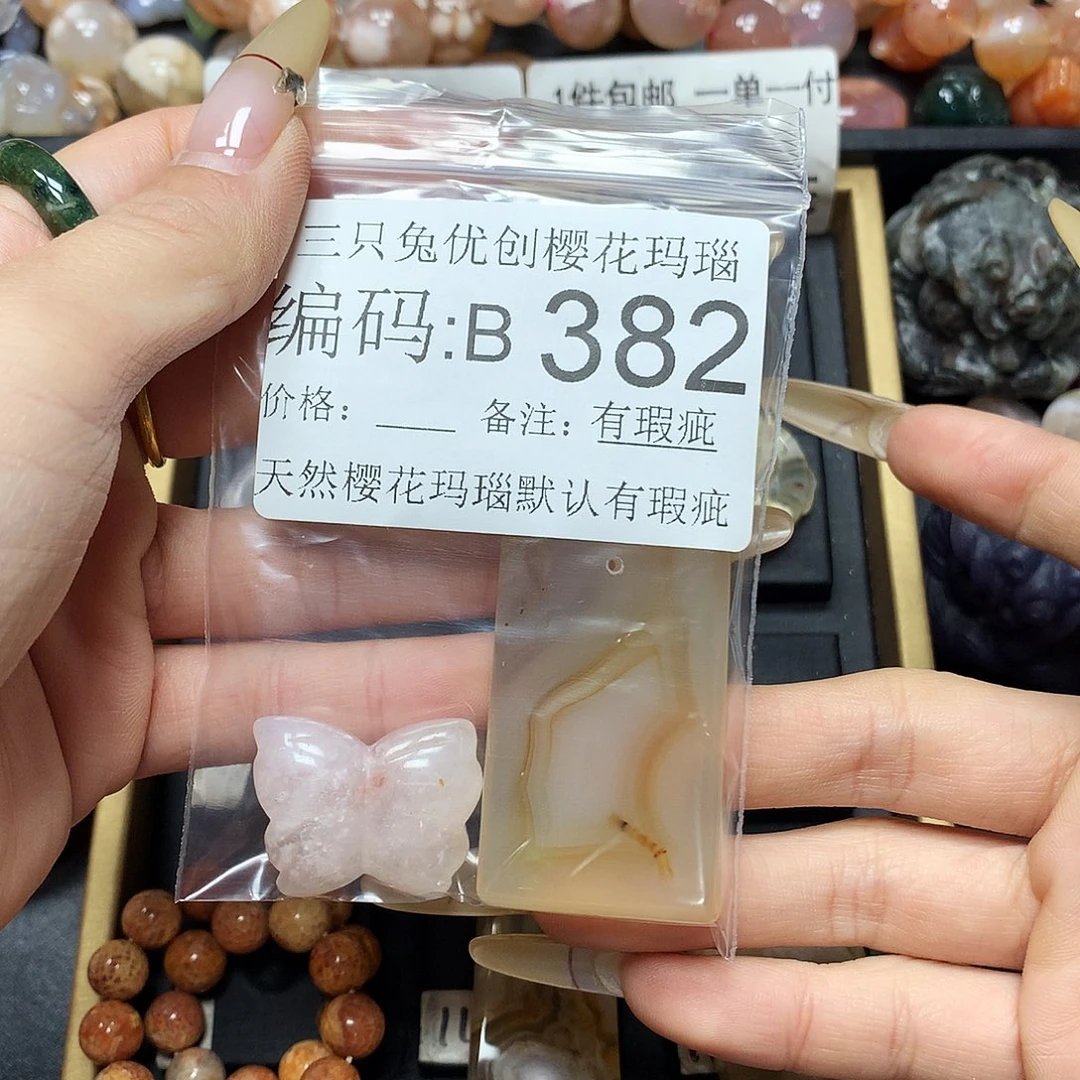 1件包邮 一单一付
三只兔优创樱花玛瑙
编码:B 382
价格：____ 备注：有瑕疵
天然樱花玛瑙默认有瑕疵